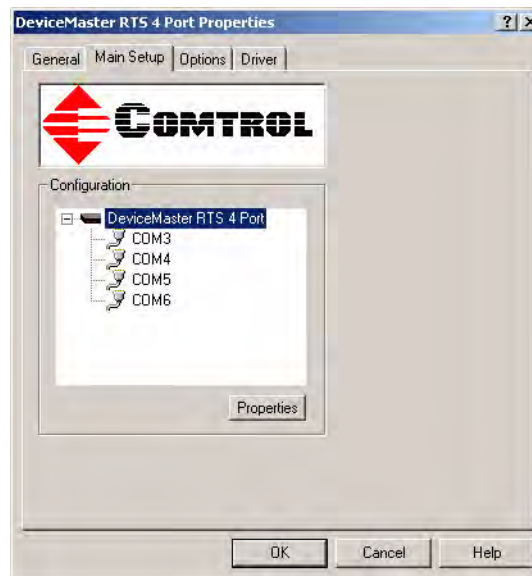 DeviceMaster RTS 4 Port Properties
General Main Setup Options Driver
COMTROL
Configuration
DeviceMaster RTS 4 Port
COM3
COM4
COM5
COM6
Properties
OK Cancel Help